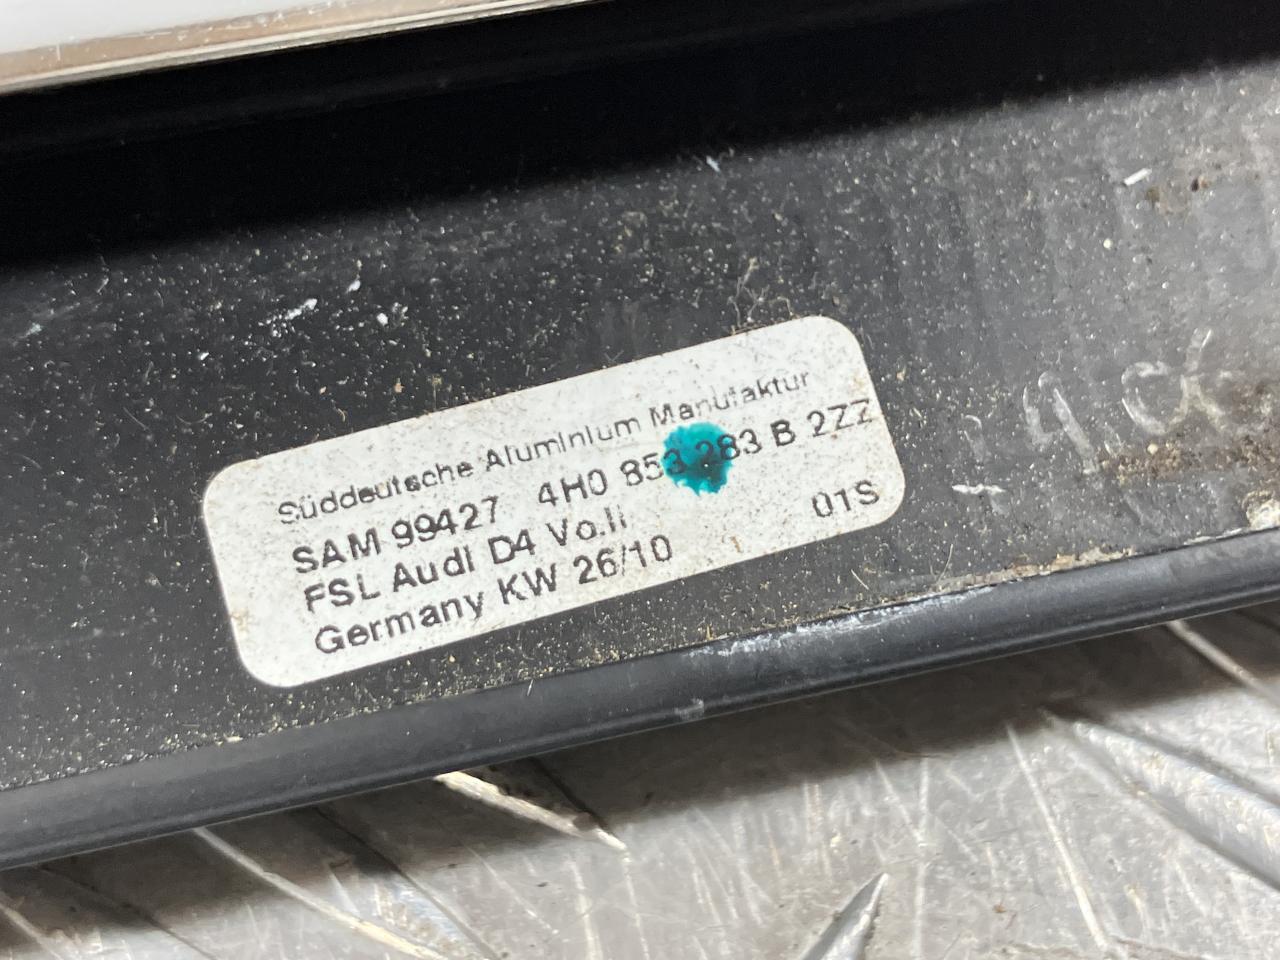 Süddeutsche Aluminium Manufaktur
SAM 99427 4H0 853 283 B 2ZZ
FSL Audi D4 Vo.li 01S
Germany KW 26/10